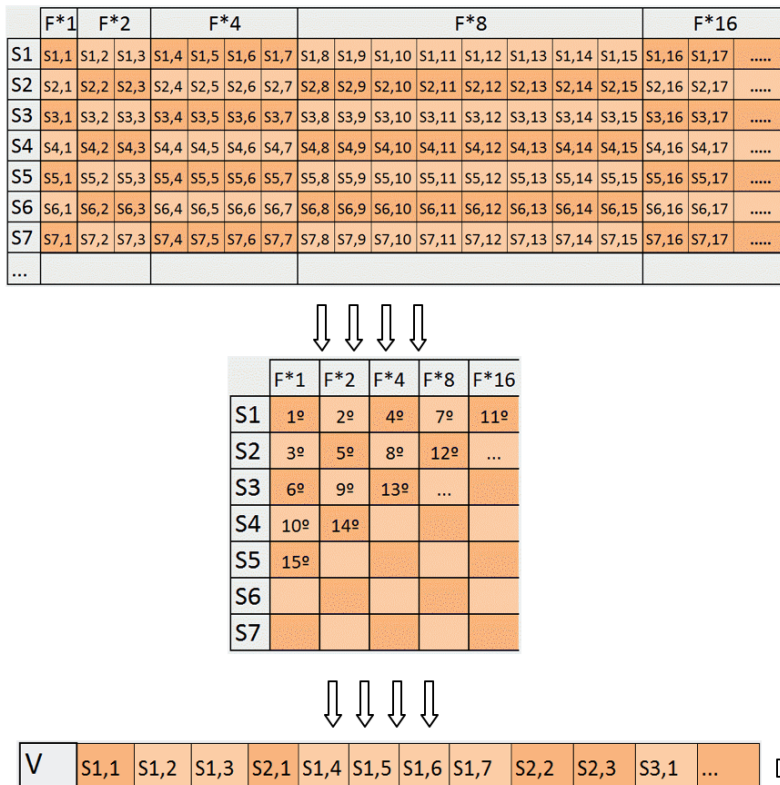 F*1 F*2 F*4 F*8 F*16
S1 S1,1 S1,2 S1,3 S1,4 S1,5 S1,6 S1,7 S1,8 S1,9 S1,10 S1,11 S1,12 S1,13 S1,14 S1,15 S1,16 S1,17 .....
S2 S2,1 S2,2 S2,3 S2,4 S2,5 S2,6 S2,7 S2,8 S2,9 S2,10 S2,11 S2,12 S2,13 S2,14 S2,15 S2,16 S2,17 .....
S3 S3,1 S3,2 S3,3 S3,4 S3,5 S3,6 S3,7 S3,8 S3,9 S3,10 S3,11 S3,12 S3,13 S3,14 S3,15 S3,16 S3,17 .....
S4 S4,1 S4,2 S4,3 S4,4 S4,5 S4,6 S4,7 S4,8 S4,9 S4,10 S4,11 S4,12 S4,13 S4,14 S4,15 S4,16 S4,17 .....
S5 S5,1 S5,2 S5,3 S5,4 S5,5 S5,6 S5,7 S5,8 S5,9 S5,10 S5,11 S5,12 S5,13 S5,14 S5,15 S5,16 S5,17 .....
S6 S6,1 S6,2 S6,3 S6,4 S6,5 S6,6 S6,7 S6,8 S6,9 S6,10 S6,11 S6,12 S6,13 S6,14 S6,15 S6,16 S6,17 .....
S7 S7,1 S7,2 S7,3 S7,4 S7,5 S7,6 S7,7 S7,8 S7,9 S7,10 S7,11 S7,12 S7,13 S7,14 S7,15 S7,16 S7,17 .....
...
F*1 F*2 F*4 F*8 F*16
S1 1º 2º 4º 7º 11º
S2 3º 5º 8º 12º ...
S3 6º 9º 13º ...
S4 10º 14º
S5 15º
S6
S7
V S1,1 S1,2 S1,3 S2,1 S1,4 S1,5 S1,6 S1,7 S2,2 S2,3 S3,1 ...